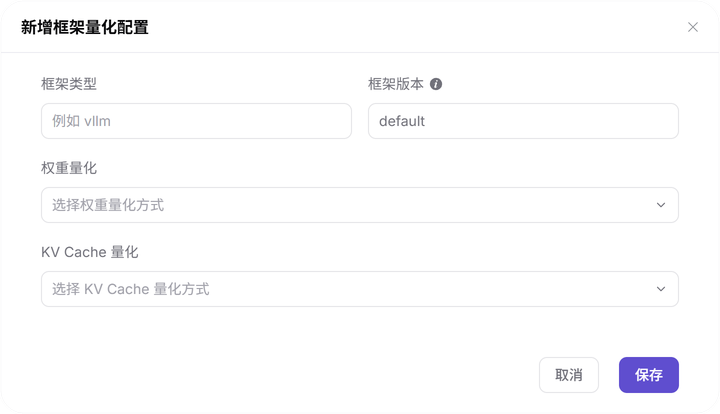 新增框架量化配置
框架类型
框架版本
例如 vllm
default
权重量化
选择权重量化方式
KV Cache 量化
选择 KV Cache 量化方式
取消
保存